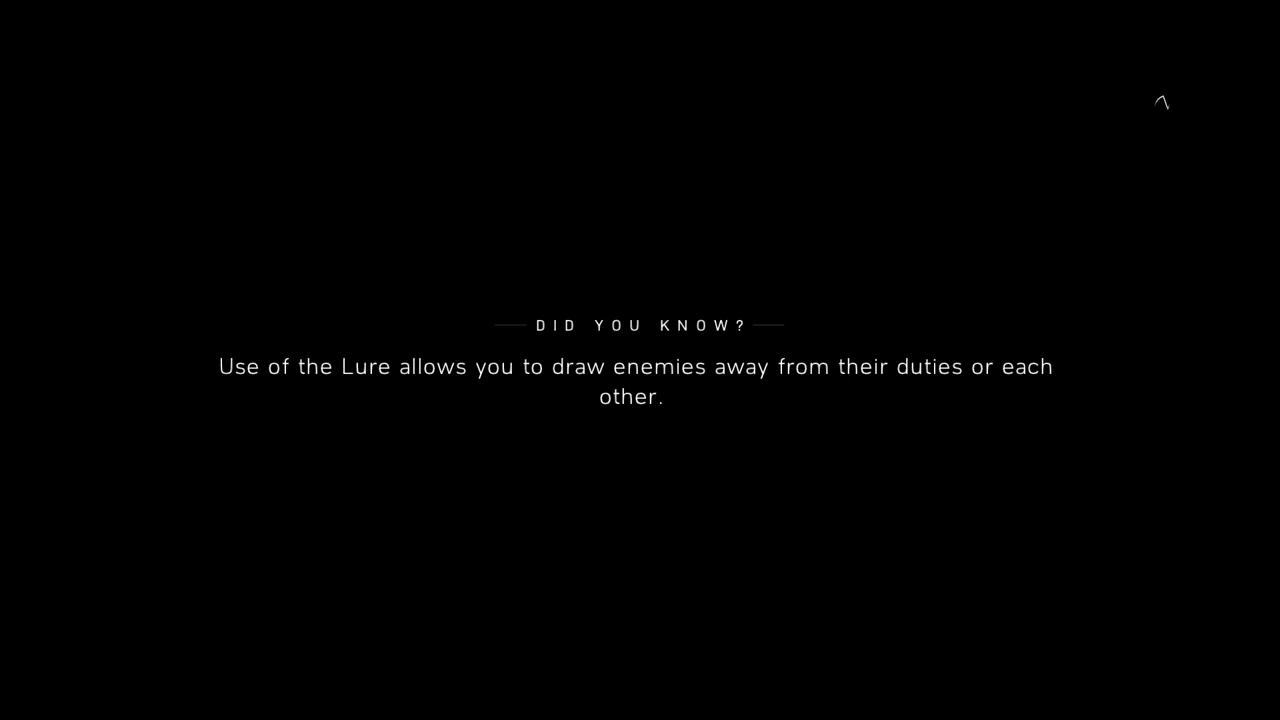 DID YOU KNOW?
Use of the Lure allows you to draw enemies away from their duties or each
other.